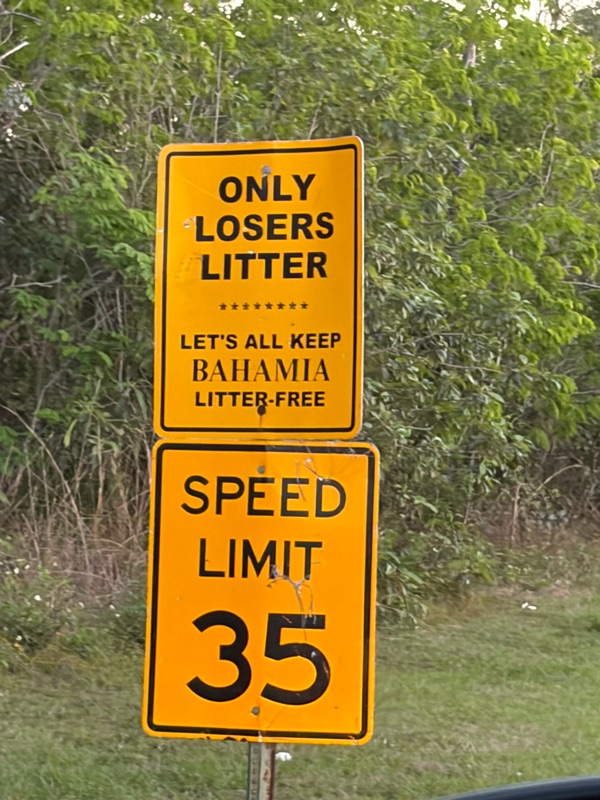 ONLY
LOSERS
LITTER
********
LET'S ALL KEEP
BAHAMIA
LITTER-FREE
SPEED
LIMIT
35